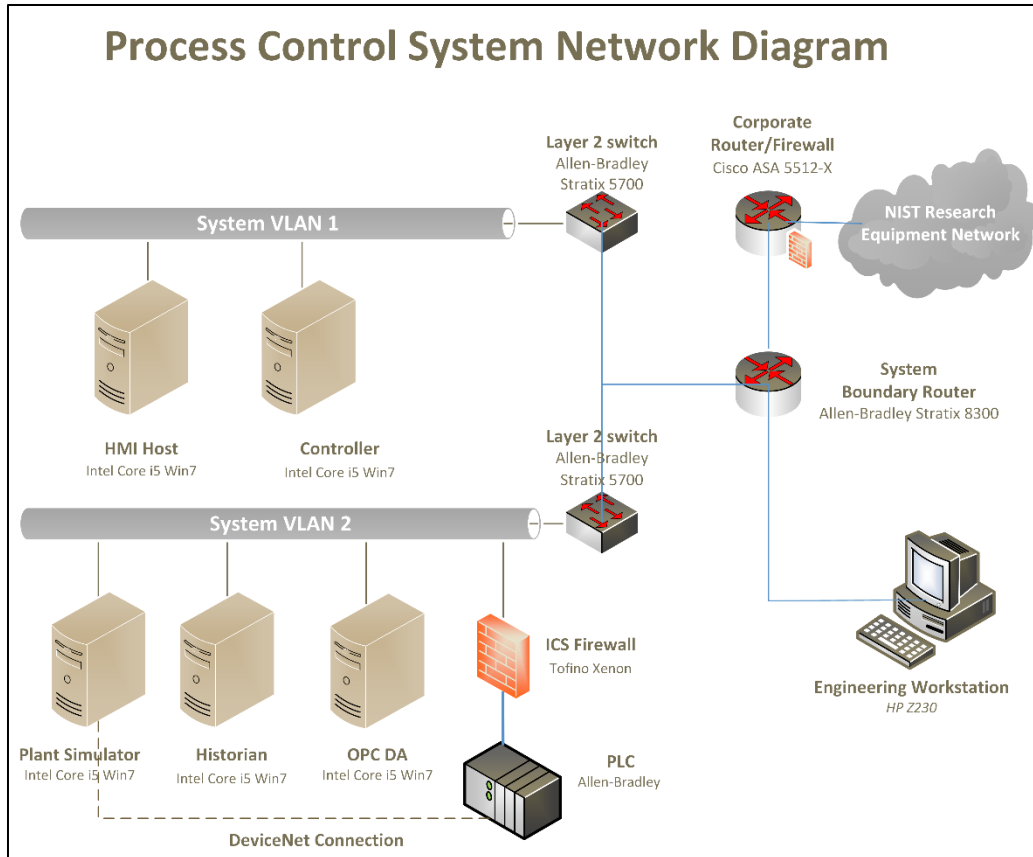 Process Control System Network Diagram
Layer 2 switch
Allen-Bradley
Stratix 5700
Corporate
Router/Firewall
Cisco ASA 5512-X
System VLAN 1
NIST Research
Equipment Network
HMI Host
Intel Core i5 Win7
Controller
Intel Core i5 Win7
System
Boundary Router
Allen-Bradley Stratix 8300
Layer 2 switch
Allen-Bradley
Stratix 5700
System VLAN 2
ICS Firewall
Tofino Xenon
Engineering Workstation
HP Z230
Plant Simulator
Intel Core i5 Win7
Historian
Intel Core i5 Win7
OPC DA
Intel Core i5 Win7
PLC
Allen-Bradley
DeviceNet Connection